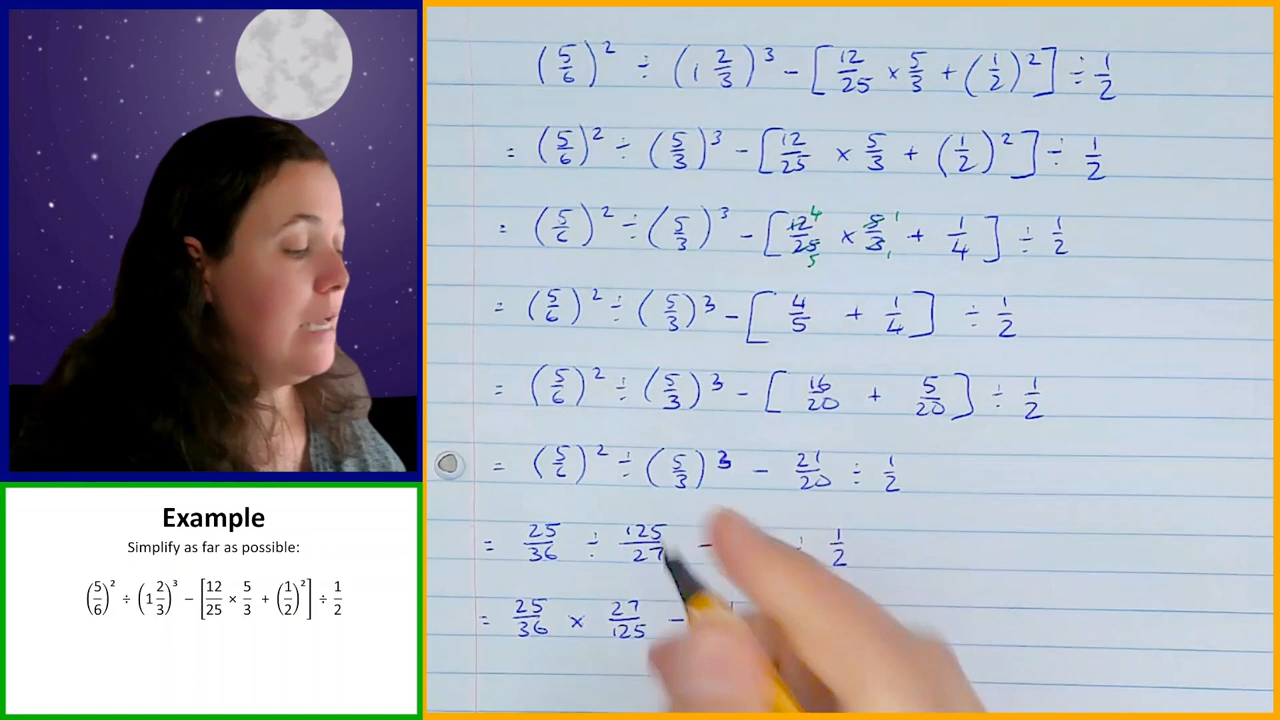 Example
Simplify as far as possible:
(5/6)² ÷ (1 2/3)³ − [12/25 × 5/3 + (1/2)²] ÷ 1/2
(5/6)² ÷ (1 2/3)³ − [12/25 × 5/3 + (1/2)²] ÷ 1/2
= (5/6)² ÷ (5/3)³ − [12/25 × 5/3 + (1/2)²] ÷ 1/2
= (5/6)² ÷ (5/3)³ − [12/25 × 5/3 + 1/4] ÷ 1/2
4 1
5 1
= (5/6)² ÷ (5/3)³ − [4/5 + 1/4] ÷ 1/2
= (5/6)² ÷ (5/3)³ − [16/20 + 5/20] ÷ 1/2
= (5/6)² ÷ (5/3)³ − 21/20 ÷ 1/2
= 25/36 ÷ 125/27 − ÷ 1/2
= 25/36 × 27/125 −